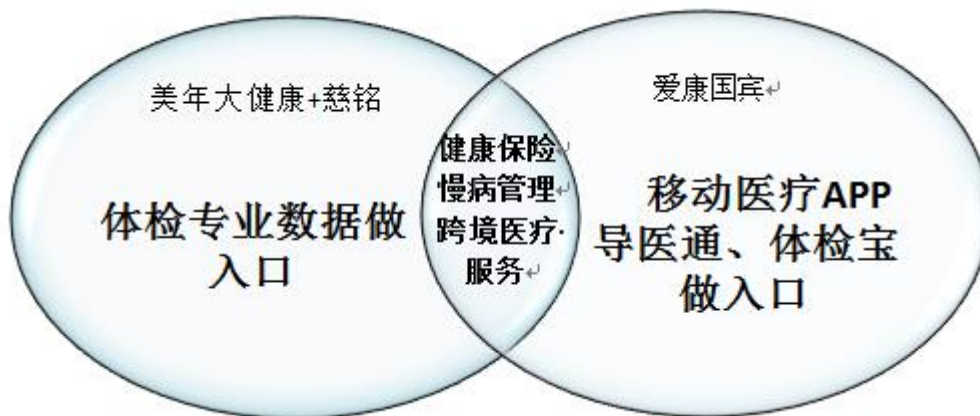 美年大健康+慈铭
体检专业数据做
入口
健康保险
慢病管理
跨境医疗·
服务
爱康国宾
移动医疗APP
导医通、体检宝
做入口